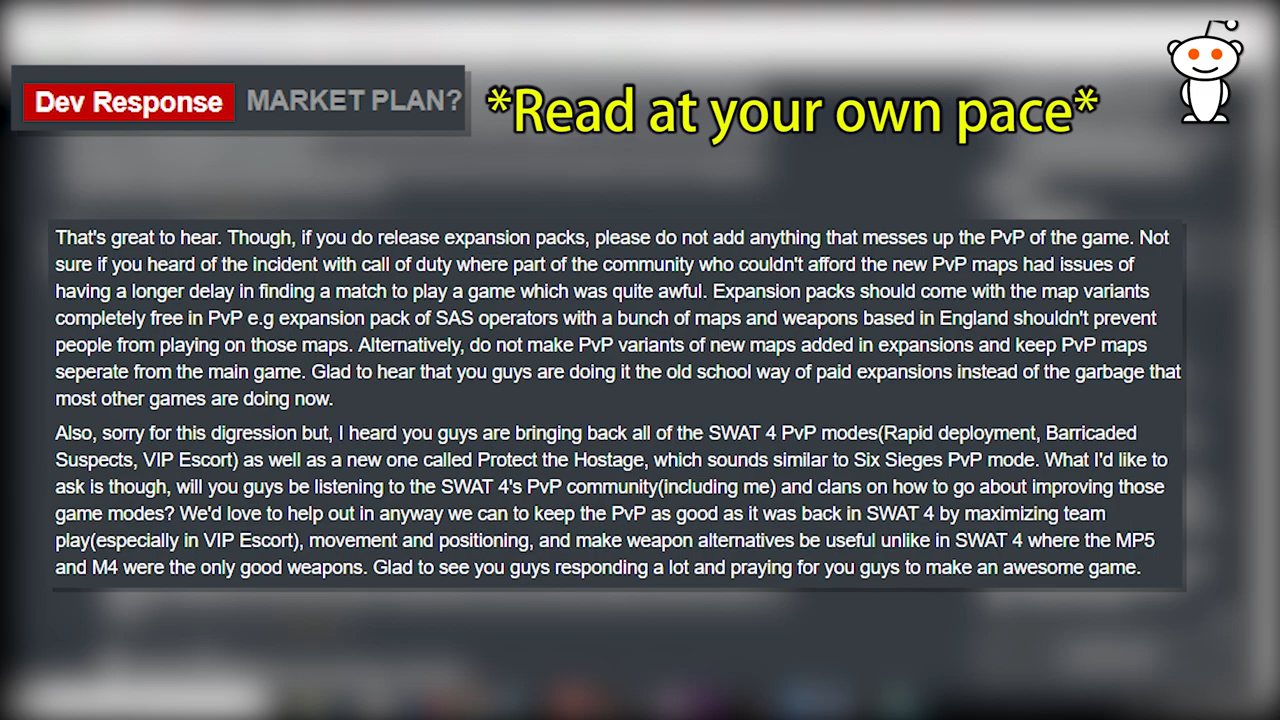 Dev Response MARKET PLAN?
*Read at your own pace*
That's great to hear. Though, if you do release expansion packs, please do not add anything that messes up the PvP of the game. Not
sure if you heard of the incident with call of duty where part of the community who couldn't afford the new PvP maps had issues of
having a longer delay in finding a match to play a game which was quite awful. Expansion packs should come with the map variants
completely free in PvP e.g expansion pack of SAS operators with a bunch of maps and weapons based in England shouldn't prevent
people from playing on those maps. Alternatively, do not make PvP variants of new maps added in expansions and keep PvP maps
seperate from the main game. Glad to hear that you guys are doing it the old school way of paid expansions instead of the garbage that
most other games are doing now.
Also, sorry for this digression but, I heard you guys are bringing back all of the SWAT 4 PvP modes(Rapid deployment, Barricaded
Suspects, VIP Escort) as well as a new one called Protect the Hostage, which sounds similar to Six Sieges PvP mode. What I'd like to
ask is though, will you guys be listening to the SWAT 4's PvP community(including me) and clans on how to go about improving those
game modes? We'd love to help out in anyway we can to keep the PvP as good as it was back in SWAT 4 by maximizing team
play(especially in VIP Escort), movement and positioning, and make weapon alternatives be useful unlike in SWAT 4 where the MP5
and M4 were the only good weapons. Glad to see you guys responding a lot and praying for you guys to make an awesome game.